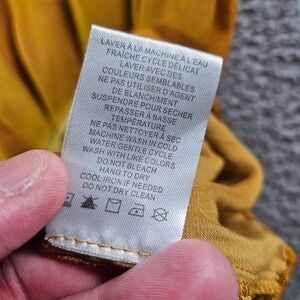 LAVER À LA MACHINE À L'EAU
FRAÎCHE CYCLE DÉLICAT
LAVER AVEC DES
COULEURS SEMBLABLES
NE PAS UTILISER D'AGENT
DE BLANCHIMENT
SUSPENDRE POUR SÉCHER
REPASSER À BASSE
TEMPÉRATURE
NE PAS NETTOYER À SEC
MACHINE WASH IN COLD
WATER GENTLE CYCLE
WASH WITH LIKE COLORS
DO NOT BLEACH
HANG TO DRY
COOL IRON IF NEEDED
DO NOT DRY CLEAN